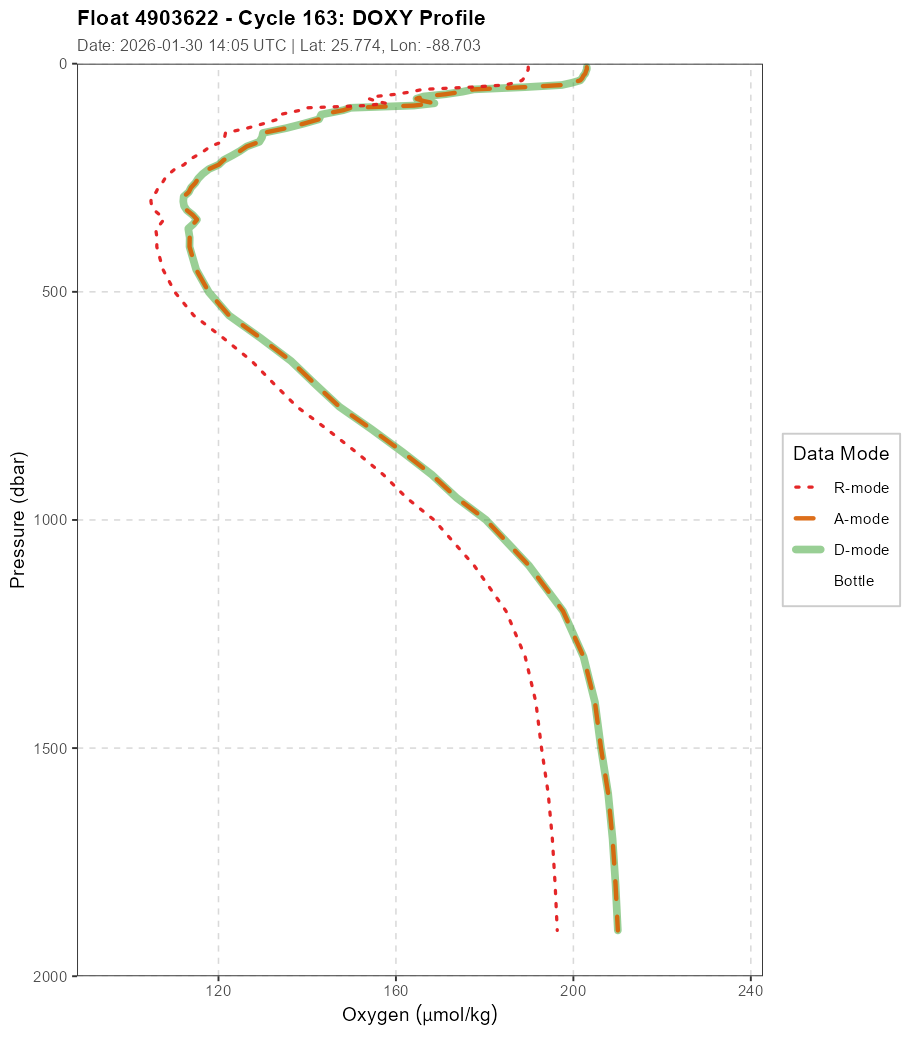 Float 4903622 - Cycle 163: DOXY Profile
Date: 2026-01-30 14:05 UTC | Lat: 25.774, Lon: -88.703
0
500
1000
1500
2000
Pressure (dbar)
120
160
200
240
Oxygen (μmol/kg)
Data Mode
R-mode
A-mode
D-mode
Bottle